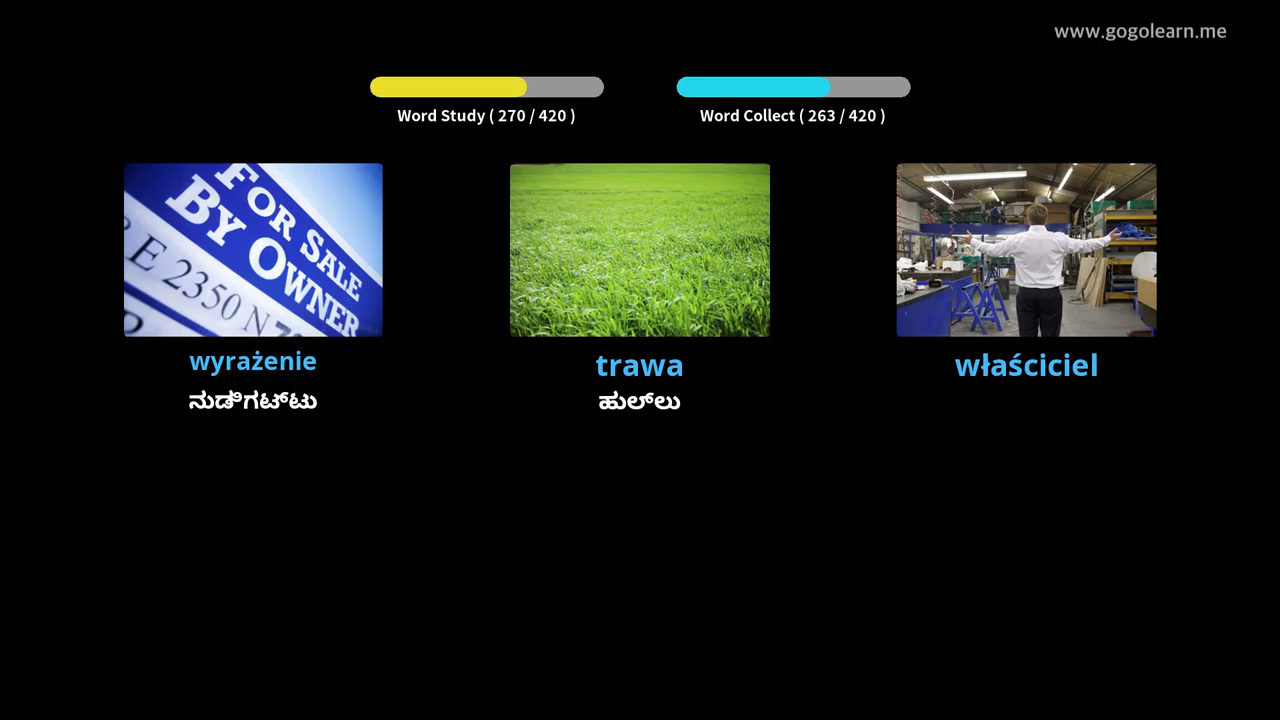 www.gogolearn.me
Word Study ( 270 / 420 )
Word Collect ( 263 / 420 )
FOR SALE
BY OWNER
E 2350 N
wyrażenie
trawa
właściciel
ನುಡಿಗಟ್ಟು
ಹುಲ್ಲು